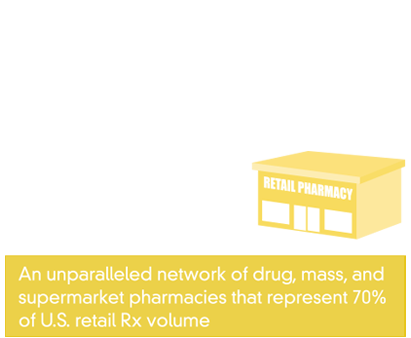 RETAIL PHARMACY
An unparalleled network of drug, mass, and
supermarket pharmacies that represent 70%
of U.S. retail Rx volume